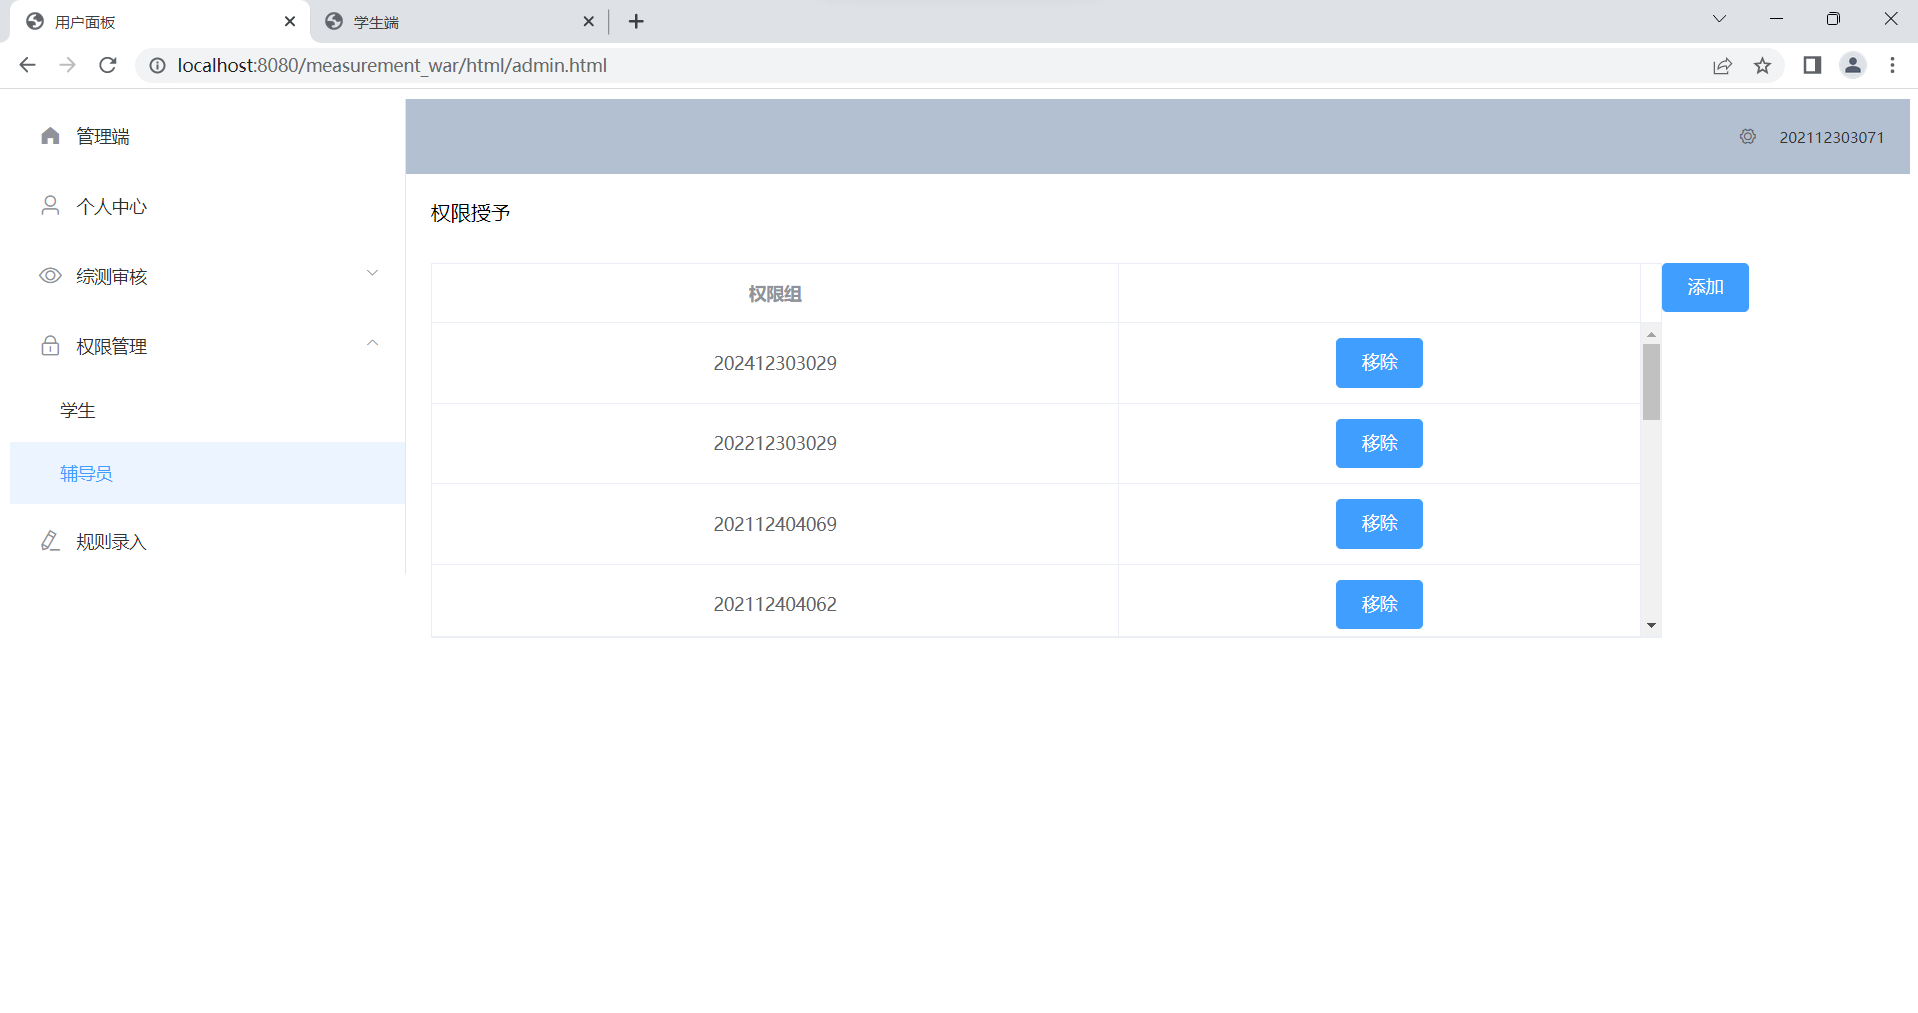 用户面板
学生端
localhost:8080/measurement_war/html/admin.html
管理端
个人中心
综测审核
权限管理
学生
辅导员
规则录入
202112303071
权限授予
权限组
添加
202412303029 移除
202212303029 移除
202112404069 移除
202112404062 移除